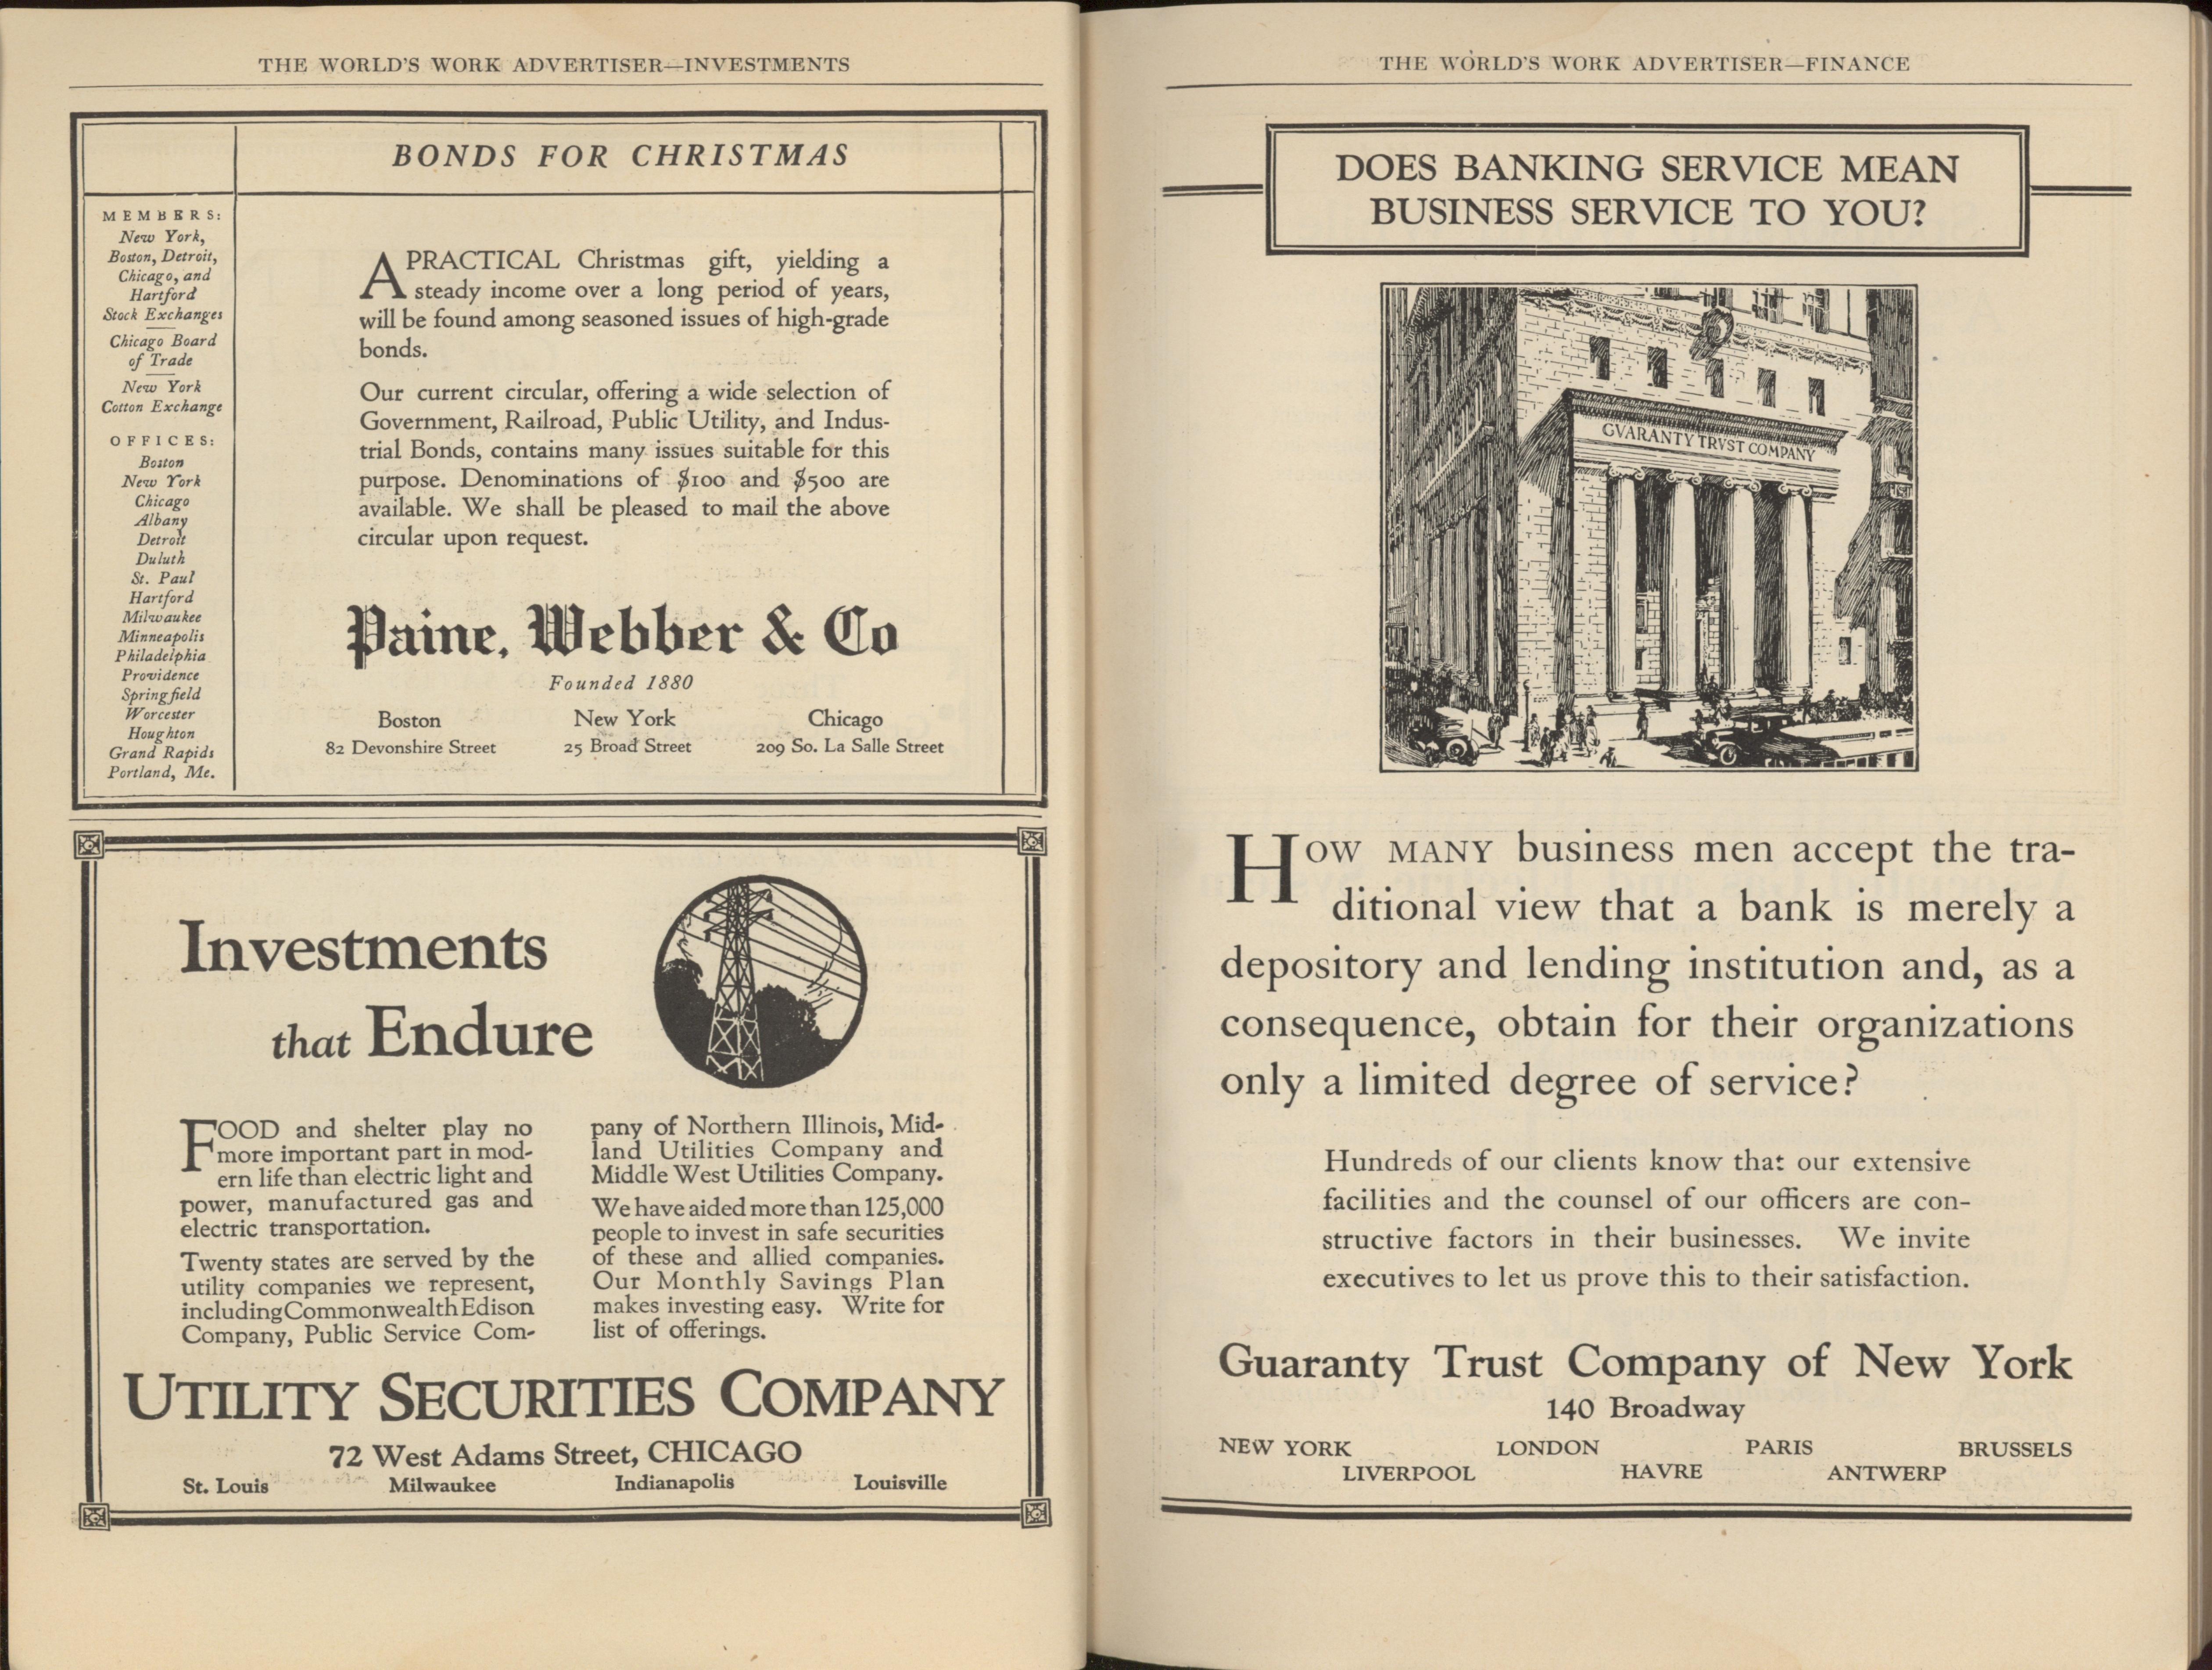 THE WORLD'S WORK ADVERTISER—INVESTMENTS
BONDS FOR CHRISTMAS
MEMBERS:
New York,
Boston, Detroit,
Chicago, and
Hartford
Stock Exchanges
Chicago Board
of Trade
New York
Cotton Exchange
OFFICES:
Boston
New York
Chicago
Albany
Detroit
Duluth
St. Paul
Hartford
Milwaukee
Minneapolis
Philadelphia
Providence
Springfield
Worcester
Houghton
Grand Rapids
Portland, Me.
A PRACTICAL Christmas gift, yielding a
steady income over a long period of years,
will be found among seasoned issues of high-grade
bonds.
Our current circular, offering a wide selection of
Government, Railroad, Public Utility, and Indus-
trial Bonds, contains many issues suitable for this
purpose. Denominations of $100 and $500 are
available. We shall be pleased to mail the above
circular upon request.
Paine, Webber & Co
Founded 1880
Boston New York Chicago
82 Devonshire Street 25 Broad Street 209 So. La Salle Street
Investments
that Endure
FOOD and shelter play no
more important part in mod-
ern life than electric light and
power, manufactured gas and
electric transportation.
Twenty states are served by the
utility companies we represent,
including Commonwealth Edison
Company, Public Service Com-
pany of Northern Illinois, Mid-
land Utilities Company and
Middle West Utilities Company.
We have aided more than 125,000
people to invest in safe securities
of these and allied companies.
Our Monthly Savings Plan
makes investing easy. Write for
list of offerings.
UTILITY SECURITIES COMPANY
72 West Adams Street, CHICAGO
St. Louis Milwaukee Indianapolis Louisville
THE WORLD'S WORK ADVERTISER—FINANCE
DOES BANKING SERVICE MEAN
BUSINESS SERVICE TO YOU?
GVARANTY TRVST COMPANY
HOW MANY business men accept the tra-
ditional view that a bank is merely a
depository and lending institution and, as a
consequence, obtain for their organizations
only a limited degree of service?
Hundreds of our clients know that our extensive
facilities and the counsel of our officers are con-
structive factors in their businesses. We invite
executives to let us prove this to their satisfaction.
Guaranty Trust Company of New York
140 Broadway
NEW YORK LONDON PARIS BRUSSELS
LIVERPOOL HAVRE ANTWERP